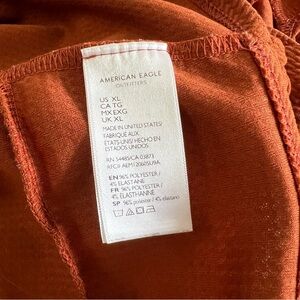 AMERICAN EAGLE
OUTFITTERS
US XL
CA TG
MX EXG
UK XL
MADE IN UNITED STATES/
FABRIQUÉ AUX
ÉTATS-UNIS/ HECHO EN
ESTADOS UNIDOS
RN 54485/CA 03873
EN 96% POLYESTER/
4% ELASTANE
FR 96% POLYESTER /
4% ÉLASTHANNE
SP 96% poliéster / 4% elastano